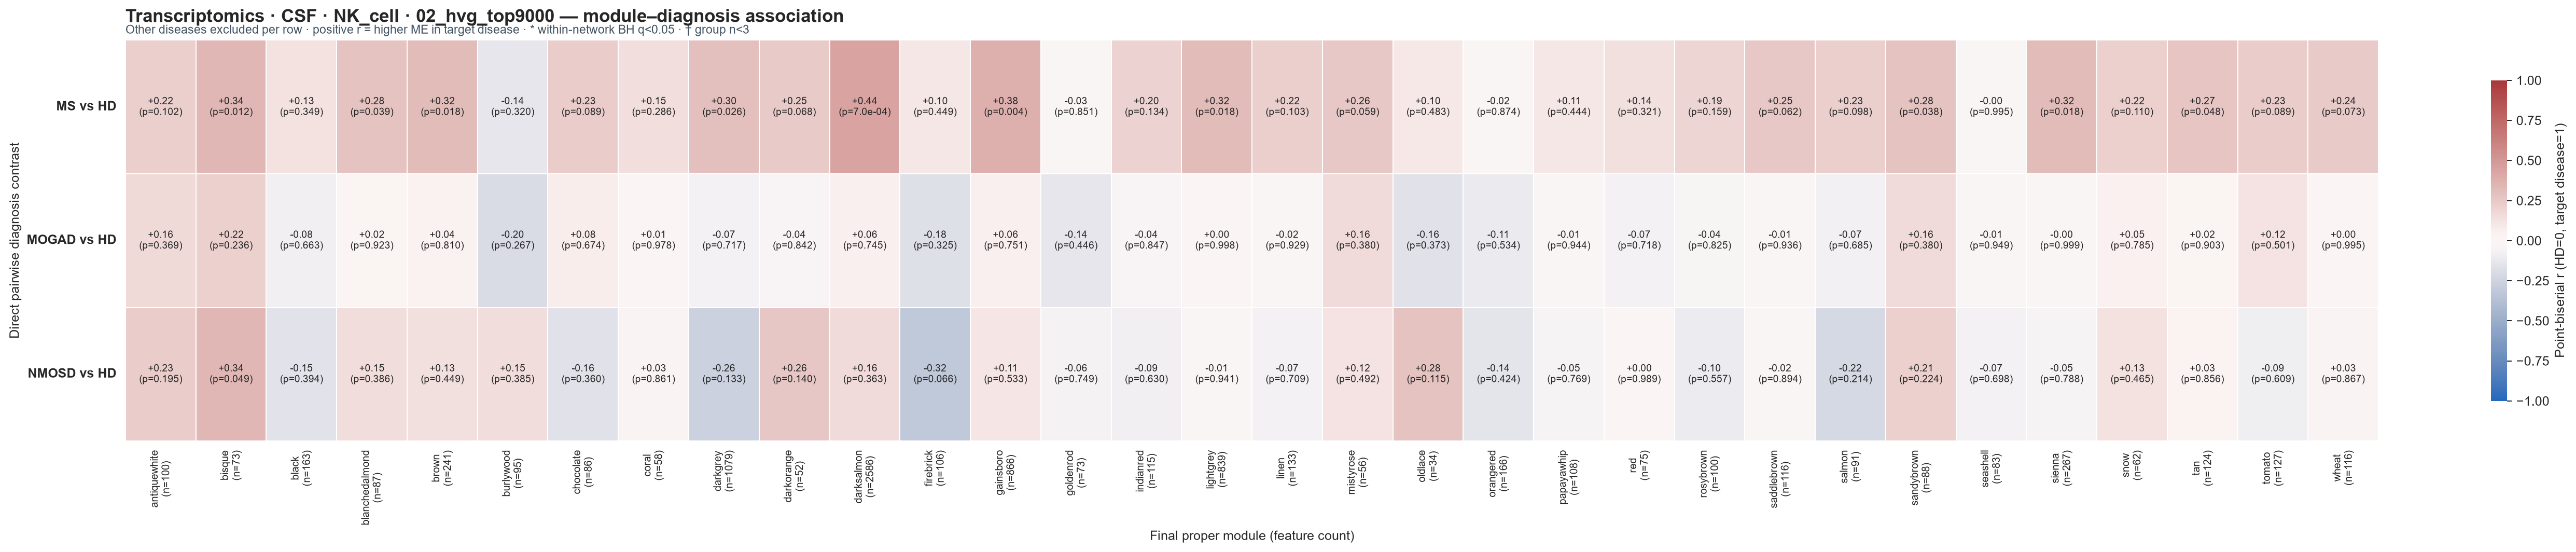 Transcriptomics · CSF · NK_cell · 02_hvg_top9000 — module–diagnosis association
Other diseases excluded per row · positive r = higher ME in target disease · * within-network BH q<0.05 · † group n<3
Direct pairwise diagnosis contrast
MS vs HD
+0.22 +0.34 +0.13 +0.28 +0.32 -0.14 +0.23 +0.15 +0.30 +0.25 +0.44 +0.10 +0.38 -0.03 +0.20 +0.32 +0.22 +0.26 +0.10 -0.02 +0.11 +0.14 +0.19 +0.25 +0.23 +0.28 -0.00 +0.32 +0.22 +0.27 +0.23 +0.24
(p=0.102) (p=0.012) (p=0.349) (p=0.039) (p=0.018) (p=0.320) (p=0.089) (p=0.286) (p=0.026) (p=0.068) (p=7.0e-04) (p=0.449) (p=0.004) (p=0.851) (p=0.134) (p=0.018) (p=0.103) (p=0.059) (p=0.483) (p=0.874) (p=0.444) (p=0.321) (p=0.159) (p=0.062) (p=0.098) (p=0.038) (p=0.995) (p=0.018) (p=0.110) (p=0.048) (p=0.089) (p=0.073)
MOGAD vs HD
+0.16 +0.22 -0.08 +0.02 +0.04 -0.20 +0.08 +0.01 -0.07 -0.04 +0.06 -0.18 +0.06 -0.14 -0.04 +0.00 -0.02 +0.16 -0.16 -0.11 -0.01 -0.07 -0.04 -0.01 -0.07 +0.16 -0.01 -0.00 +0.05 +0.02 +0.12 +0.00
(p=0.369) (p=0.236) (p=0.663) (p=0.923) (p=0.810) (p=0.267) (p=0.674) (p=0.978) (p=0.717) (p=0.842) (p=0.745) (p=0.325) (p=0.751) (p=0.446) (p=0.847) (p=0.998) (p=0.929) (p=0.380) (p=0.373) (p=0.534) (p=0.944) (p=0.718) (p=0.825) (p=0.936) (p=0.685) (p=0.380) (p=0.949) (p=0.999) (p=0.785) (p=0.903) (p=0.501) (p=0.995)
NMOSD vs HD
+0.23 +0.34 -0.15 +0.15 +0.13 +0.15 -0.16 +0.03 -0.26 +0.26 +0.16 -0.32 +0.11 -0.06 -0.09 -0.01 -0.07 +0.12 +0.28 -0.14 -0.05 +0.00 -0.10 -0.02 -0.22 +0.21 -0.07 -0.05 +0.13 +0.03 -0.09 +0.03
(p=0.195) (p=0.049) (p=0.394) (p=0.386) (p=0.449) (p=0.385) (p=0.360) (p=0.861) (p=0.133) (p=0.140) (p=0.363) (p=0.066) (p=0.533) (p=0.749) (p=0.630) (p=0.941) (p=0.709) (p=0.492) (p=0.115) (p=0.424) (p=0.769) (p=0.989) (p=0.557) (p=0.894) (p=0.214) (p=0.224) (p=0.698) (p=0.788) (p=0.465) (p=0.856) (p=0.609) (p=0.867)
antiquewhite
(n=100)
bisque
(n=73)
black
(n=163)
blanchedalmond
(n=87)
brown
(n=241)
burlywood
(n=95)
chocolate
(n=86)
coral
(n=58)
darkgrey
(n=1079)
darkorange
(n=52)
darksalmon
(n=2586)
firebrick
(n=106)
gainsboro
(n=866)
goldenrod
(n=73)
indianred
(n=115)
lightgrey
(n=839)
linen
(n=133)
mistyrose
(n=56)
oldlace
(n=34)
orangered
(n=166)
papayawhip
(n=108)
red
(n=75)
rosybrown
(n=100)
saddlebrown
(n=116)
salmon
(n=91)
sandybrown
(n=88)
seashell
(n=83)
sienna
(n=267)
snow
(n=62)
tan
(n=124)
tomato
(n=127)
wheat
(n=116)
Final proper module (feature count)
1.00
0.75
0.50
0.25
0.00
−0.25
−0.50
−0.75
−1.00
Point-biserial r (HD=0, target disease=1)